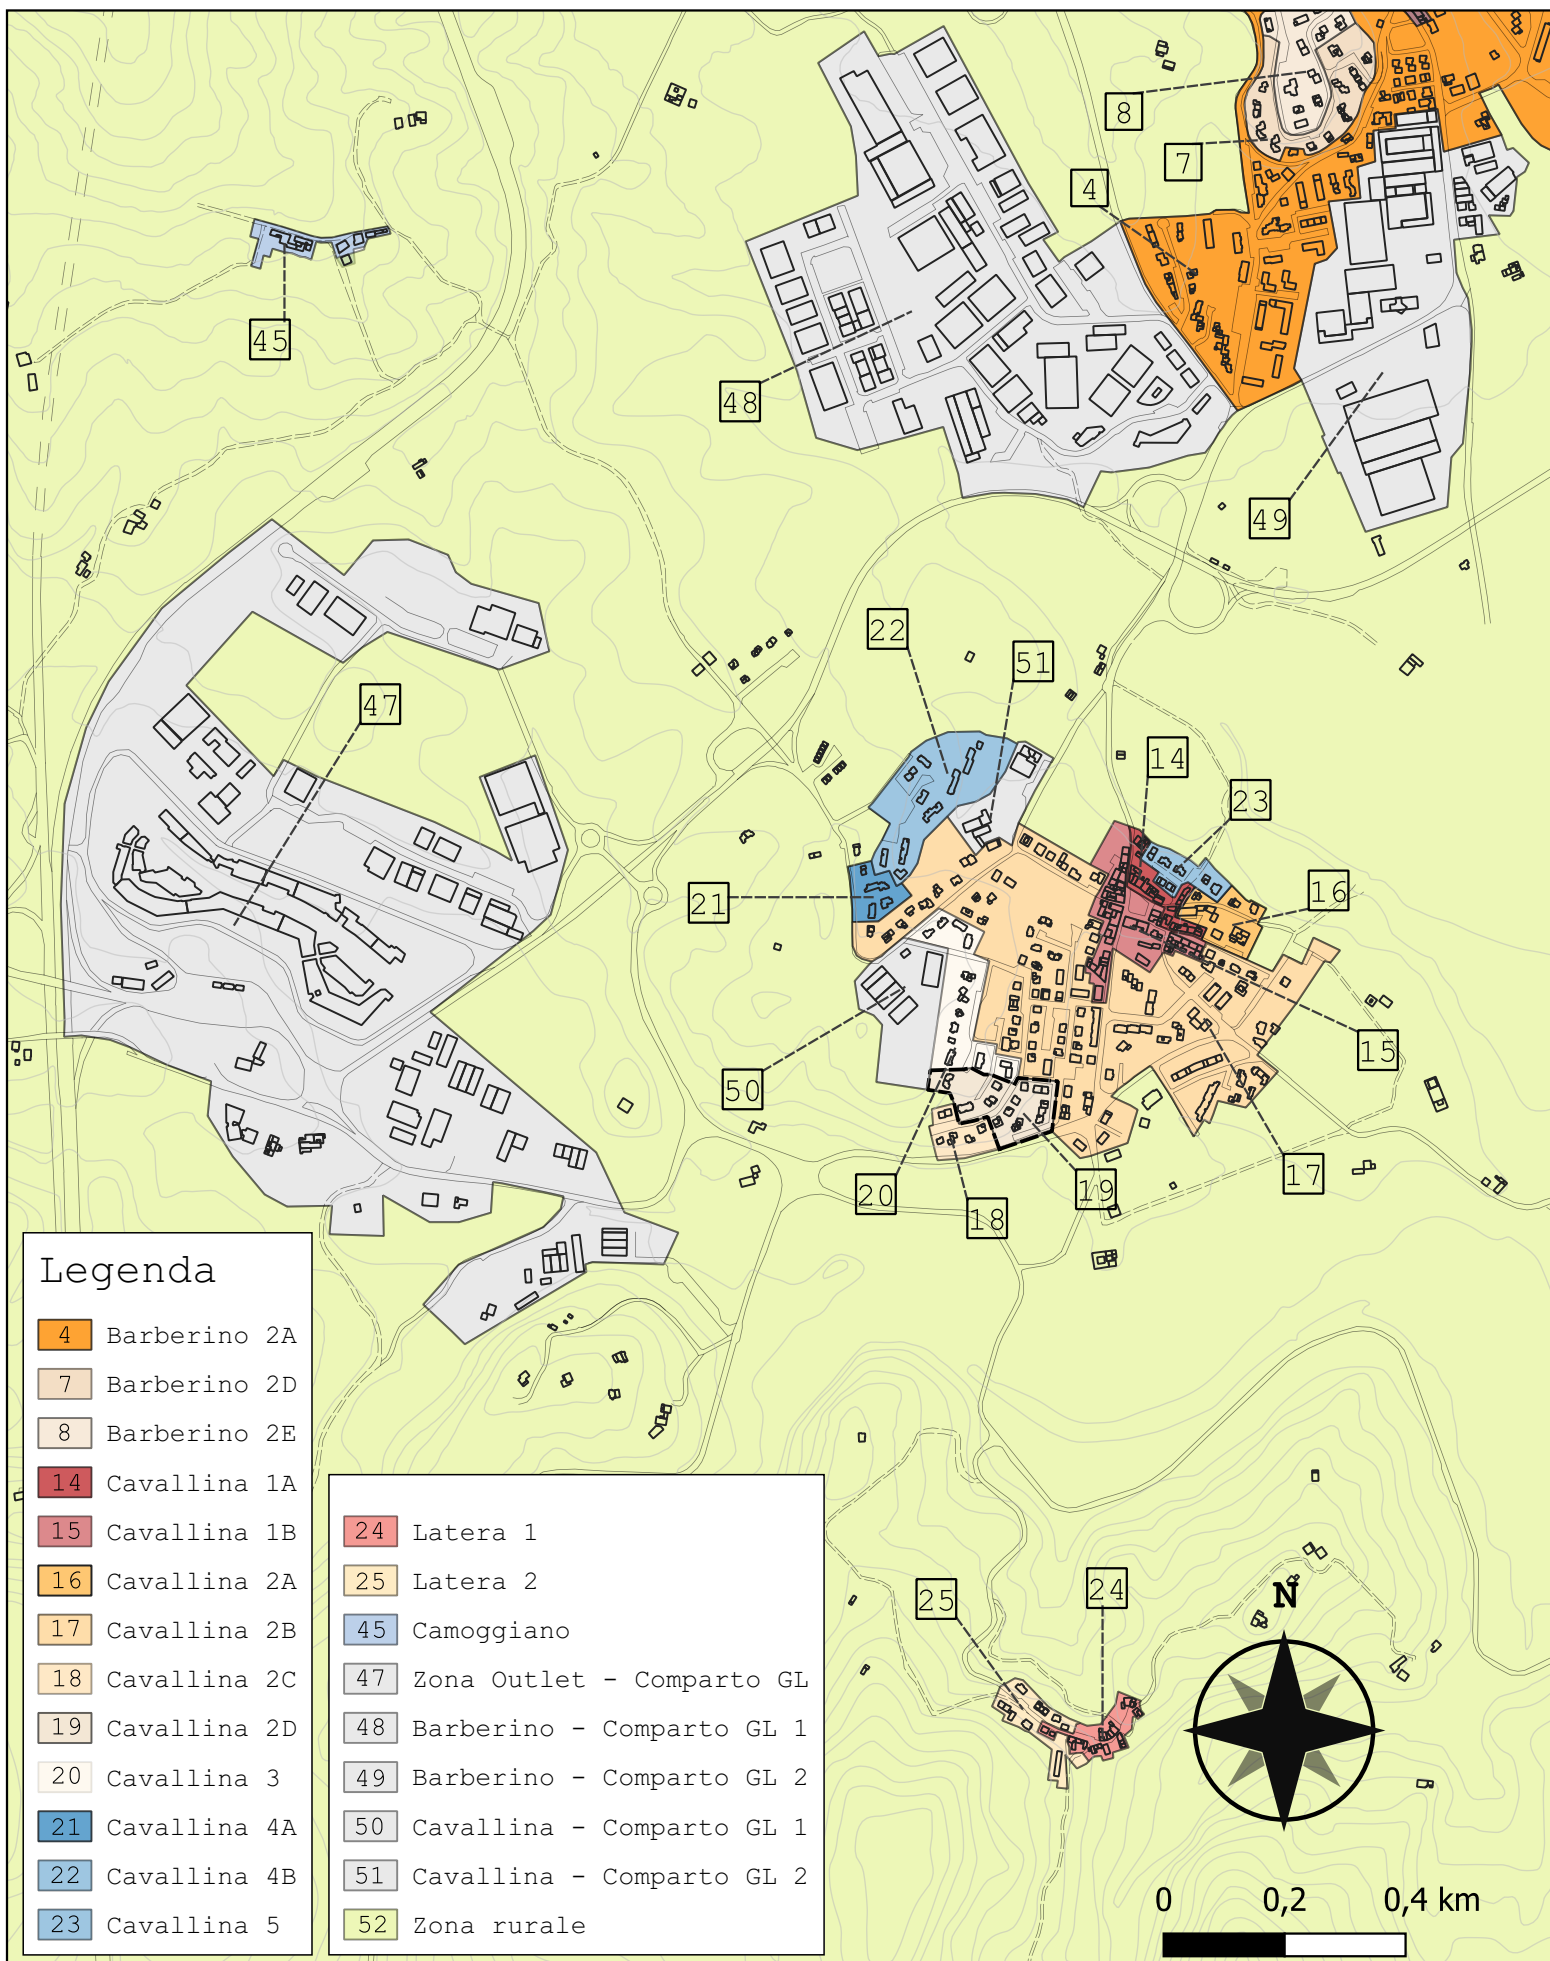 8
7
4
45
48
49
22
51
47
14
23
21
16
15
50
17
20
19
18
Legenda
4 Barberino 2A
7 Barberino 2D
8 Barberino 2E
14 Cavallina 1A
15 Cavallina 1B
16 Cavallina 2A
17 Cavallina 2B
18 Cavallina 2C
19 Cavallina 2D
20 Cavallina 3
21 Cavallina 4A
22 Cavallina 4B
23 Cavallina 5
24 Latera 1
25 Latera 2
45 Camoggiano
47 Zona Outlet - Comparto GL
48 Barberino - Comparto GL 1
49 Barberino - Comparto GL 2
50 Cavallina - Comparto GL 1
51 Cavallina - Comparto GL 2
52 Zona rurale
25
24
N
0 0,2 0,4 km